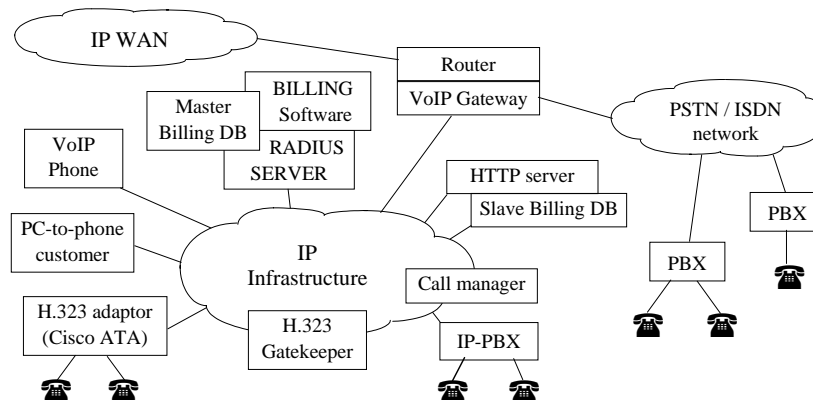 IP WAN
Router
VoIP Gateway
BILLING
Software
Master
Billing DB
RADIUS
SERVER
PSTN / ISDN
network
VoIP
Phone
HTTP server
Slave Billing DB
PBX
PC-to-phone
customer
IP
Infrastructure
PBX
Call manager
H.323 adaptor
(Cisco ATA)
H.323
Gatekeeper
IP-PBX